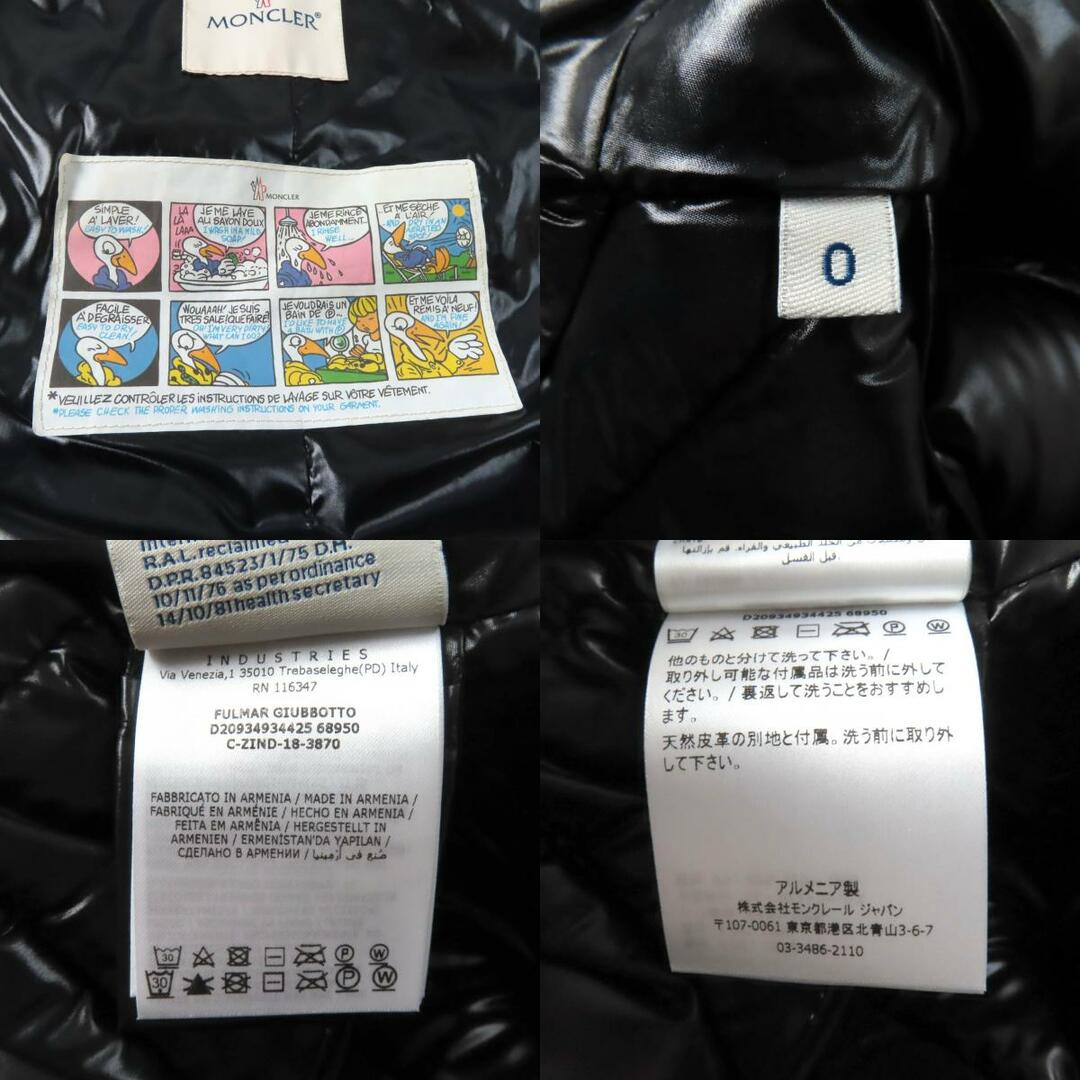 MONCLER®
MONCLER
SIMPLE
A' LAVER!
EASY TO WASH!
LA
LA
LAAA
JE ME LAVE
AU SAVON DOUX
I WASH IN A MILD
SOAP!
JE ME RINCE
ABONDAMMENT.
I RINSE
WELL...
...ET ME SÈCHE
À L'AIR!
AND DRY IN AN
AERATED
SPOT!
FACILE
A' DÉGRAISSER
EASY TO DRY
CLEAN!
WOUAAAH! JE SUIS
TRÈS SALE! QUE FAIRE?
OH! I'M VERY DIRTY
WHAT CAN I DO?
JE VOUDRAIS UN
BAIN DE Ⓟ~
I'D LIKE TO HAVE
A BATH WITH Ⓟ
ET ME VOILA
REMIS A' NEUF!
AND I'M FINE
AGAIN!
*VEUILLEZ CONTRÔLER LES INSTRUCTIONS DE LAVAGE SUR VÔTRE VÊTEMENT.
*PLEASE CHECK THE PROPER WASHING INSTRUCTIONS ON YOUR GARMENT.
0
R.A.L.reclaimed
D.P.R.84523/1/75 D.H.
10/11/76 as per ordinance
14/10/81 health secretary
INDUSTRIES
Via Venezia,1 35010 Trebaseleghe(PD) Italy
RN 116347
FULMAR GIUBBOTTO
D20934934425 68950
C-ZIND-18-3870
FABBRICATO IN ARMENIA / MADE IN ARMENIA /
FABRIQUÉ EN ARMÉNIE / HECHO EN ARMENIA /
FEITA EM ARMÊNIA / HERGESTELLT IN
ARMENIEN / ERMENİSTAN'DA YAPILAN /
СДЕЛАНО В АРМЕНИИ / صُنع في أرمينيا
30 P W
30 P W
قبل الغسيل.
D20934934425 68950
30 P W
他のものと分けて洗って下さい。/
取り外し可能な付属品は洗う前に外して
ください。/ 裏返して洗うことをおすすめし
ます。
天然皮革の別地と付属。洗う前に取り外
して下さい。
アルメニア製
株式会社モンクレール ジャパン
〒107-0061 東京都港区北青山3-6-7
03-3486-2110